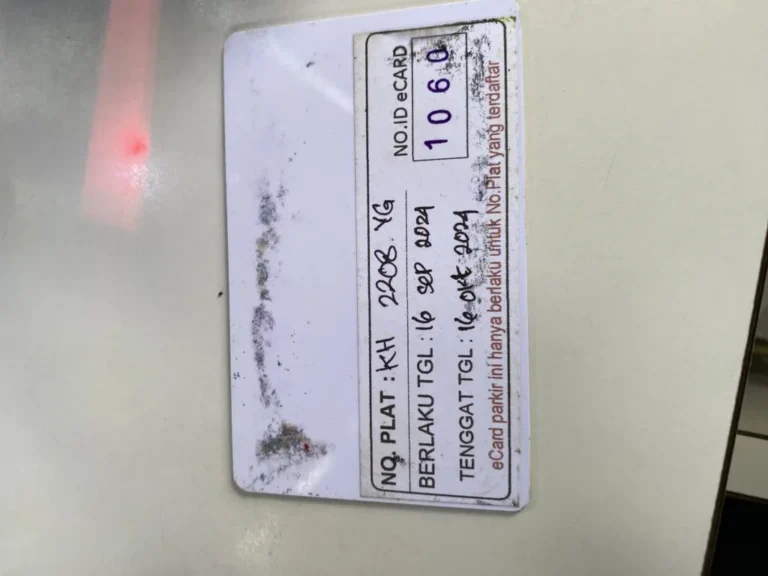 NO. PLAT : KH 2208 YG
NO.ID eCARD
1060
BERLAKU TGL : 16 SEP 2024
TENGGAT TGL : 16 OKT 2024
eCard parkir ini hanya berlaku untuk No.Plat yang terdaftar